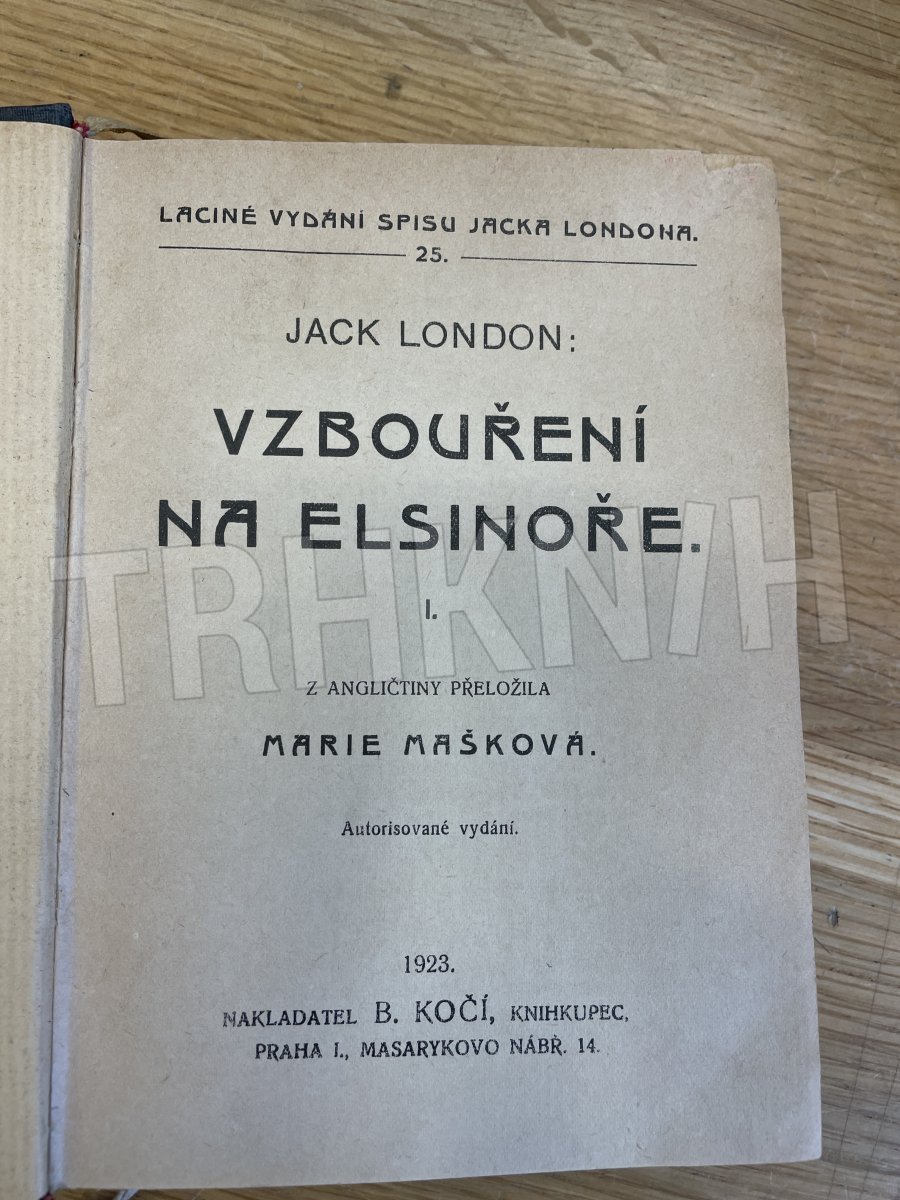 LACINÉ VYDÁNÍ SPISU JACKA LONDONA.
25.
JACK LONDON:
VZBOUŘENÍ
NA ELSINOŘE.
I.
Z ANGLIČTINY PŘELOŽILA
MARIE MAŠKOVÁ.
Autorisované vydání.
1923.
NAKLADATEL B. KOČÍ, KNIHKUPEC,
PRAHA I., MASARYKOVO NÁBŘ. 14.
TRHKNIH